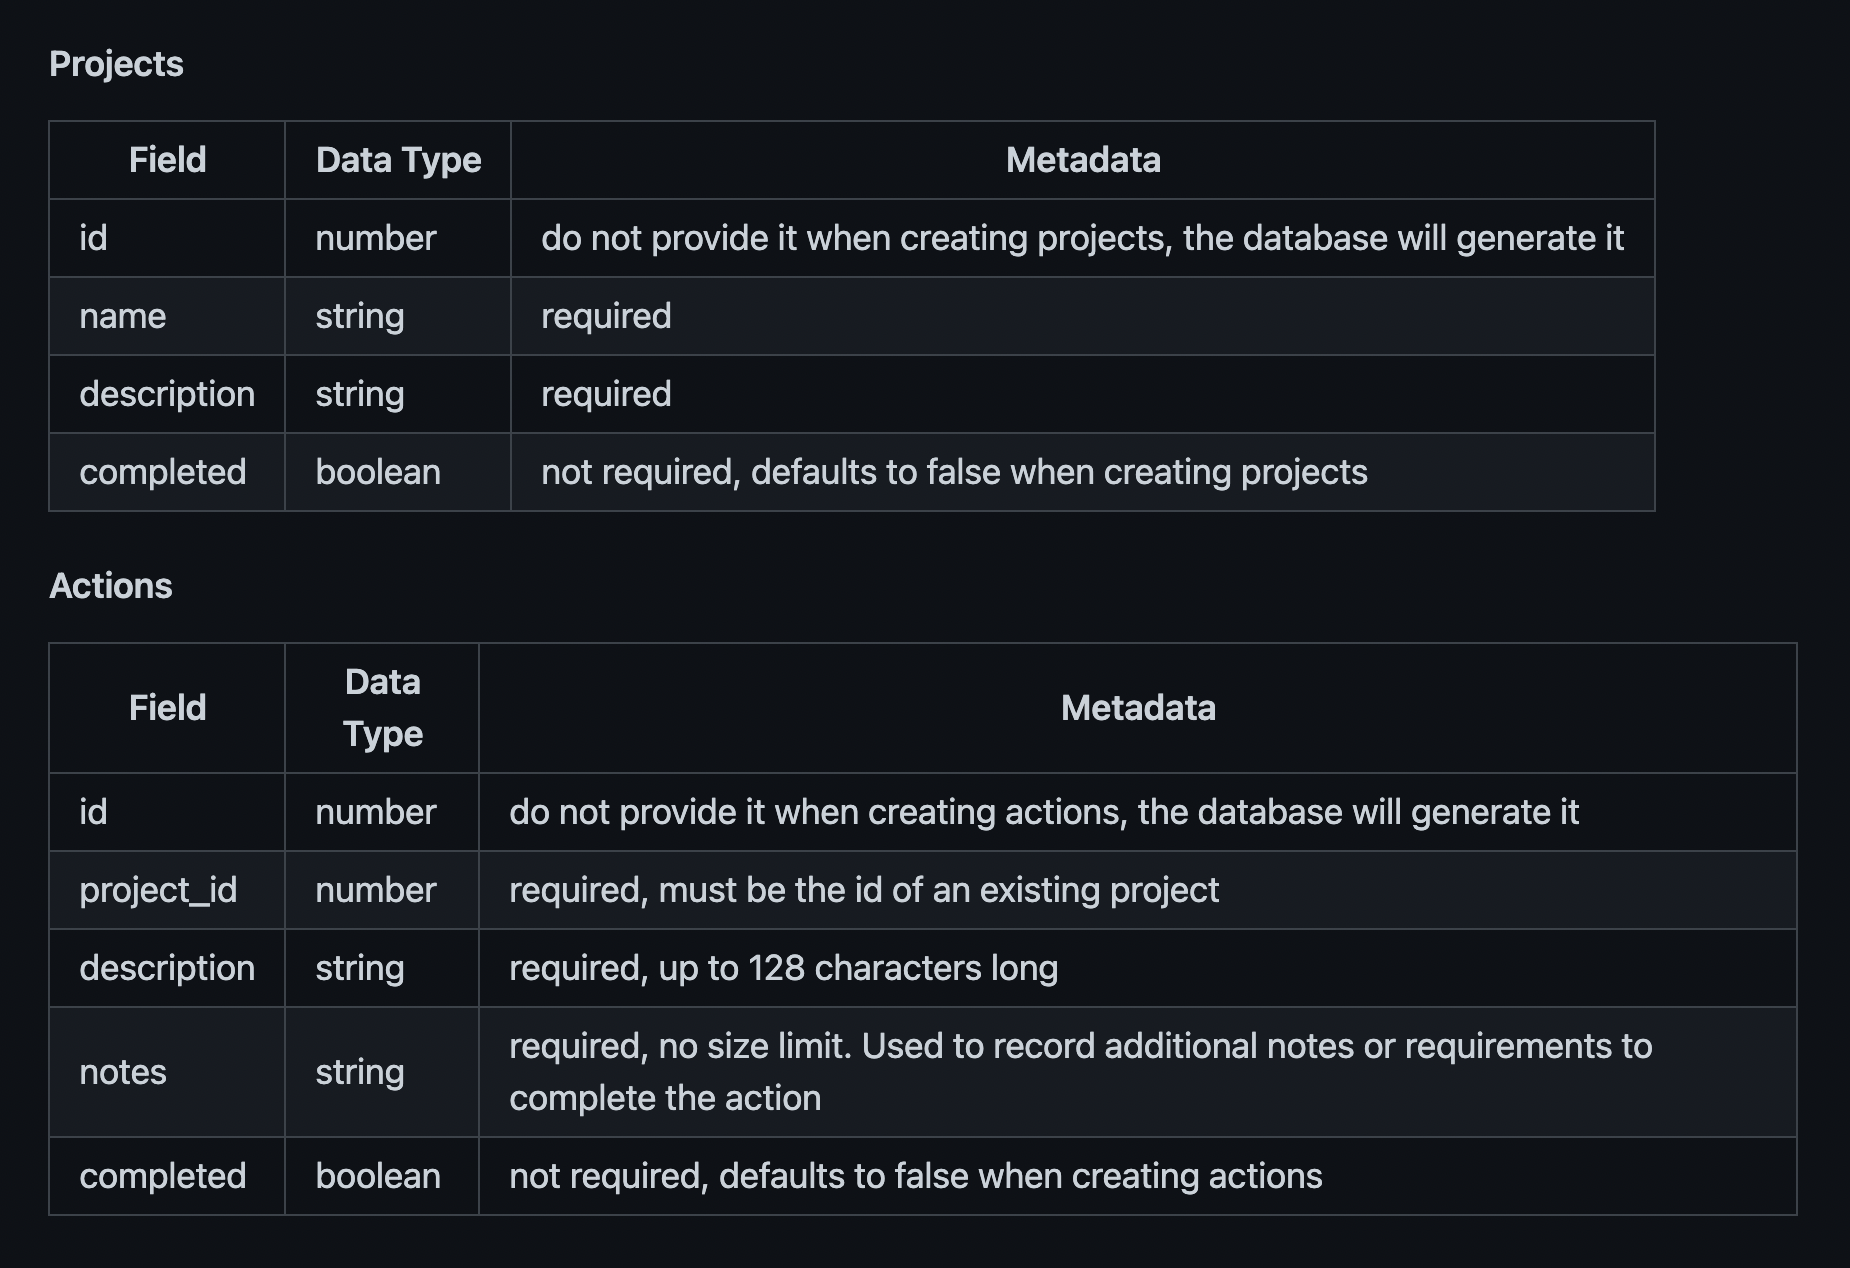 Projects
Field Data Type Metadata
id number do not provide it when creating projects, the database will generate it
name string required
description string required
completed boolean not required, defaults to false when creating projects
Actions
Field Data Type Metadata
id number do not provide it when creating actions, the database will generate it
project_id number required, must be the id of an existing project
description string required, up to 128 characters long
notes string required, no size limit. Used to record additional notes or requirements to
complete the action
completed boolean not required, defaults to false when creating actions